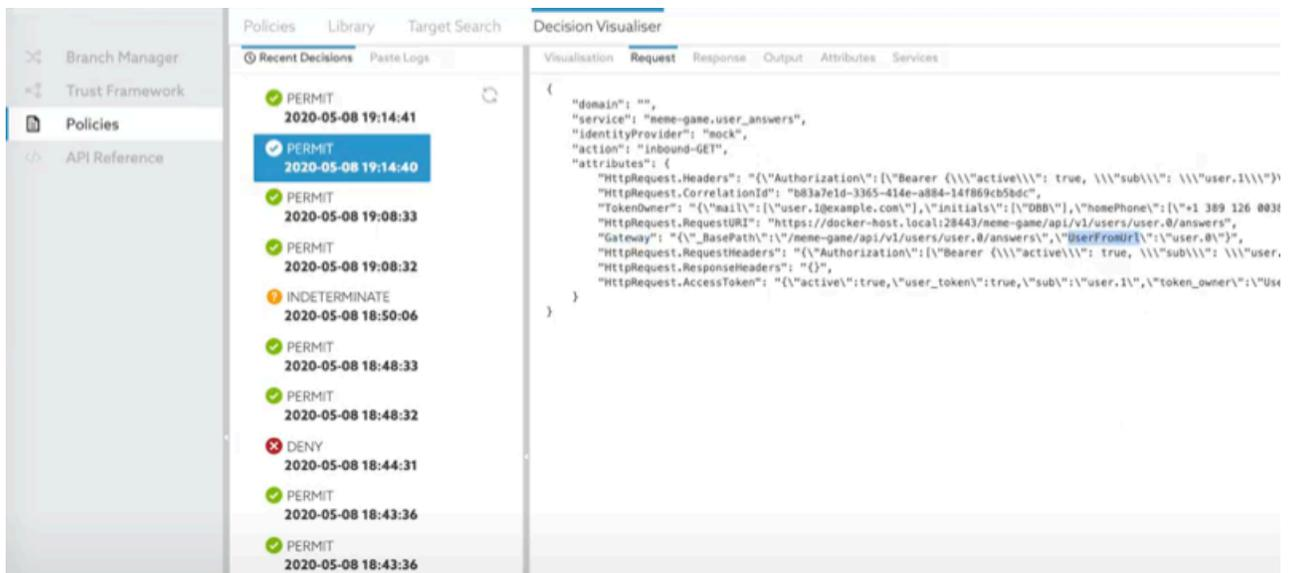 Policies Library Target Search Decision Visualiser
Branch Manager
Trust Framework
Policies
API Reference
Recent Decisions Paste Logs
PERMIT
2020-05-08 19:14:41
PERMIT
2020-05-08 19:14:40
PERMIT
2020-05-08 19:08:33
PERMIT
2020-05-08 19:08:32
INDETERMINATE
2020-05-08 18:50:06
PERMIT
2020-05-08 18:48:33
PERMIT
2020-05-08 18:48:32
DENY
2020-05-08 18:44:31
PERMIT
2020-05-08 18:43:36
PERMIT
2020-05-08 18:43:36
Visualisation Request Response Output Attributes Services
{
"domain": "",
"service": "meme-game.user_answers",
"identityProvider": "mock",
"action": "inbound-GET",
"attributes": {
"HttpRequest.Headers": "{\"Authorization\":[\"Bearer {\\\"active\\\": true, \\\"sub\\\": \\\"user.1\\\"}\
"HttpRequest.CorrelationId": "b83a7e1d-3365-414e-a884-14f869cb5bdc",
"TokenOwner": "{\"mail\":[\"user.1@example.com\"],\"initials\":[\"DBB\"],\"homePhone\":[\"+1 389 126 0038
"HttpRequest.RequestURI": "https://docker-host.local:28443/meme-game/api/v1/users/user.0/answers",
"Gateway": "{\"_BasePath\":\"/meme-game/api/v1/users/user.0/answers\",\"UserFromUrl\":\"user.0\"}",
"HttpRequest.RequestHeaders": "{\"Authorization\":[\"Bearer {\\\"active\\\": true, \\\"sub\\\": \\\"user.
"HttpRequest.ResponseHeaders": "{}",
"HttpRequest.AccessToken": "{\"active\":true,\"user_token\":true,\"sub\":\"user.1\",\"token_owner\":\"Use
}
}